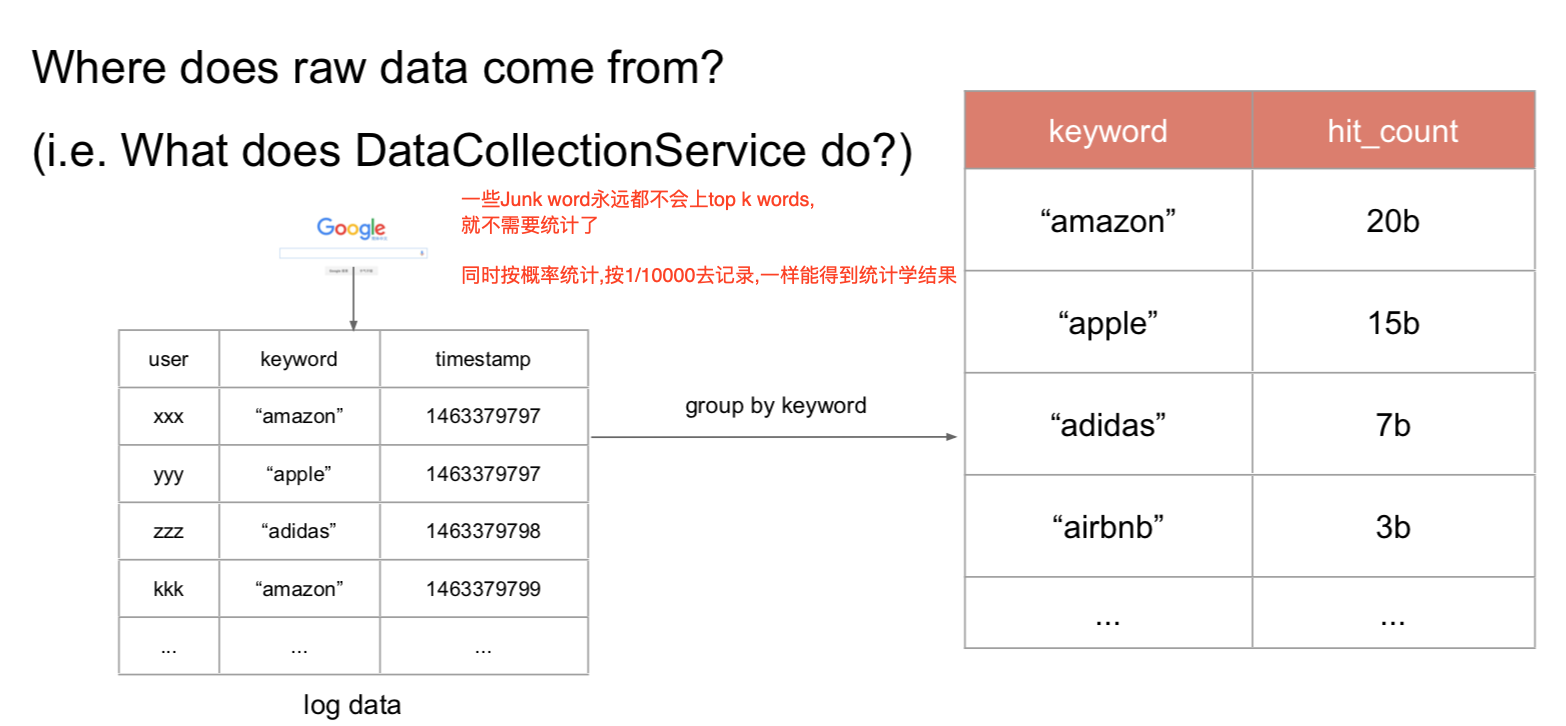 Where does raw data come from?
(i.e. What does DataCollectionService do?)
一些Junk word永远都不会上top k words,
就不需要统计了
同时按概率统计,按1/10000去记录,一样能得到统计学结果
Google
user keyword timestamp
xxx “amazon” 1463379797
yyy “apple” 1463379797
zzz “adidas” 1463379798
kkk “amazon” 1463379799
... ... ...
log data
group by keyword
keyword hit_count
“amazon” 20b
“apple” 15b
“adidas” 7b
“airbnb” 3b
... ...